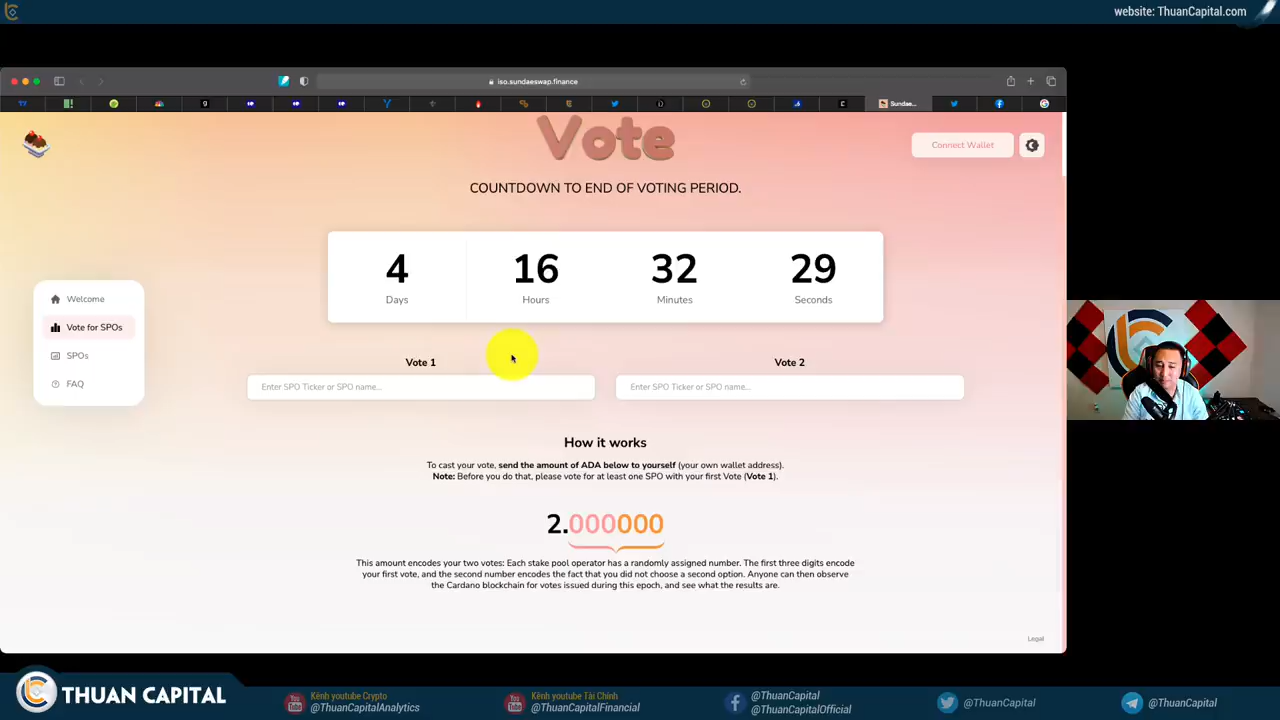 website: ThuanCapital.com
iso.sundaeswap.finance
Sundae...
Vote
Connect Wallet
COUNTDOWN TO END OF VOTING PERIOD.
4
16
32
29
Days
Hours
Minutes
Seconds
Welcome
Vote for SPOs
SPOs
FAQ
Vote 1
Vote 2
Enter SPO Ticker or SPO name...
Enter SPO Ticker or SPO name...
How it works
To cast your vote, send the amount of ADA below to yourself (your own wallet address).
Note: Before you do that, please vote for at least one SPO with your first Vote (Vote 1).
2.000000
This amount encodes your two votes: Each stake pool operator has a randomly assigned number. The first three digits encode
your first vote, and the second number encodes the fact that you did not choose a second option. Anyone can then observe
the Cardano blockchain for votes issued during this epoch, and see what the results are.
Legal
THUAN CAPITAL
Kênh youtube Crypto
@ThuanCapitalAnalytics
Kênh youtube Tài Chính
@ThuanCapitalFinancial
@ThuanCapital
@ThuanCapitalOfficial
@ThuanCapital
@ThuanCapital